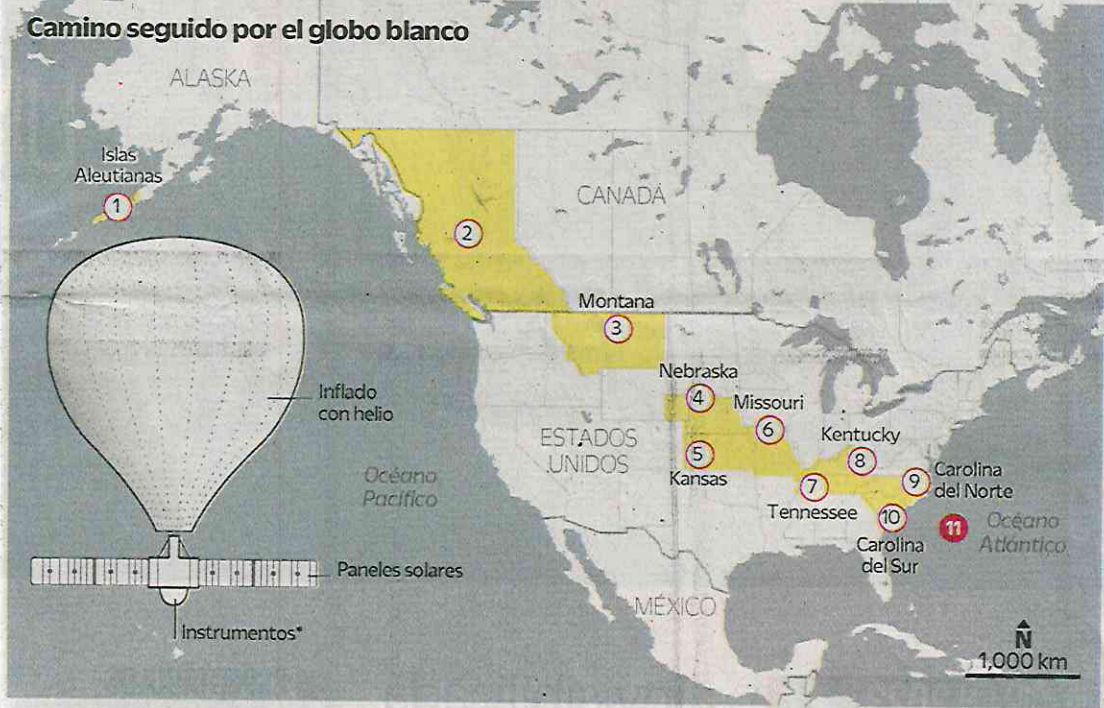 Camino seguido por el globo blanco
ALASKA
Islas
Aleutianas
1
CANADÁ
2
Montana
3
Nebraska
4
Missouri
6
Inflado
con helio
ESTADOS
UNIDOS
Kentucky
8
5
Kansas
Océano
Pacífico
7
Tennessee
9
Carolina
del Norte
10
Carolina
del Sur
11
Océano
Atlántico
Paneles solares
MÉXICO
Instrumentos*
N
1,000 km